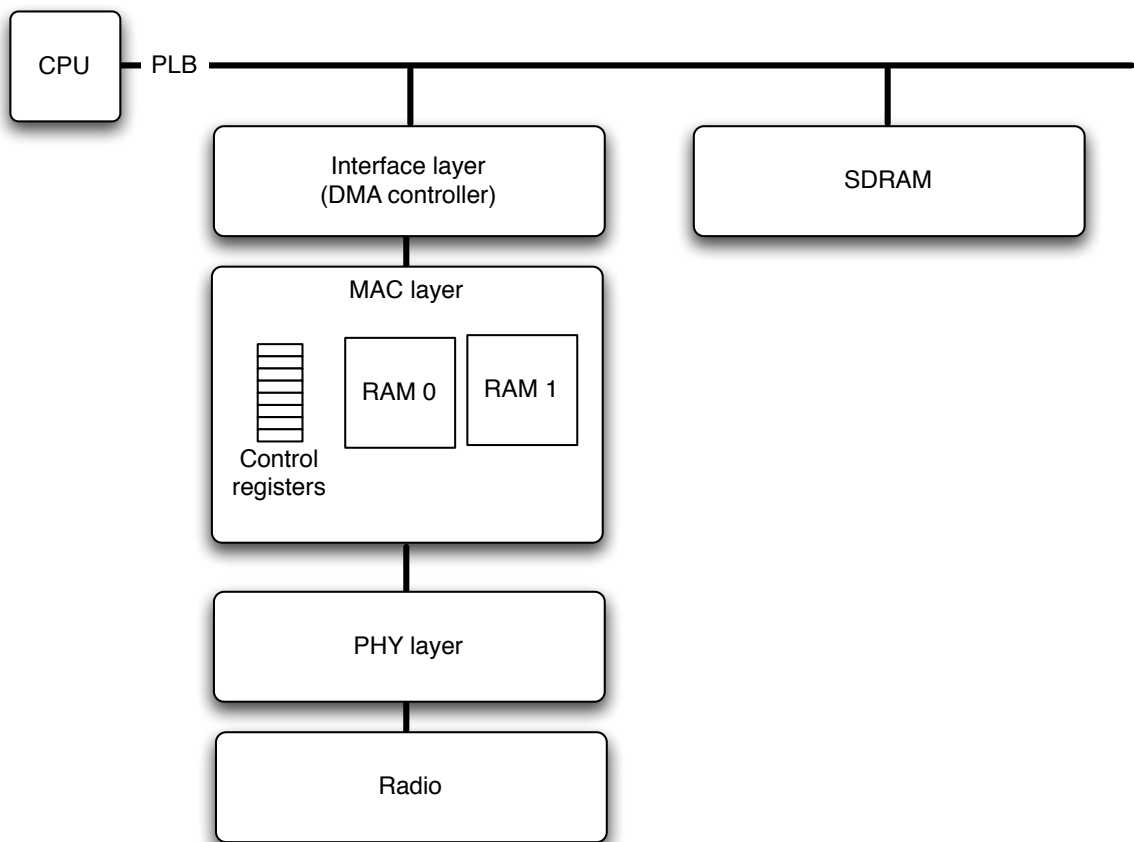 CPU
PLB
Interface layer
(DMA controller)
SDRAM
MAC layer
RAM 0
RAM 1
Control
registers
PHY layer
Radio